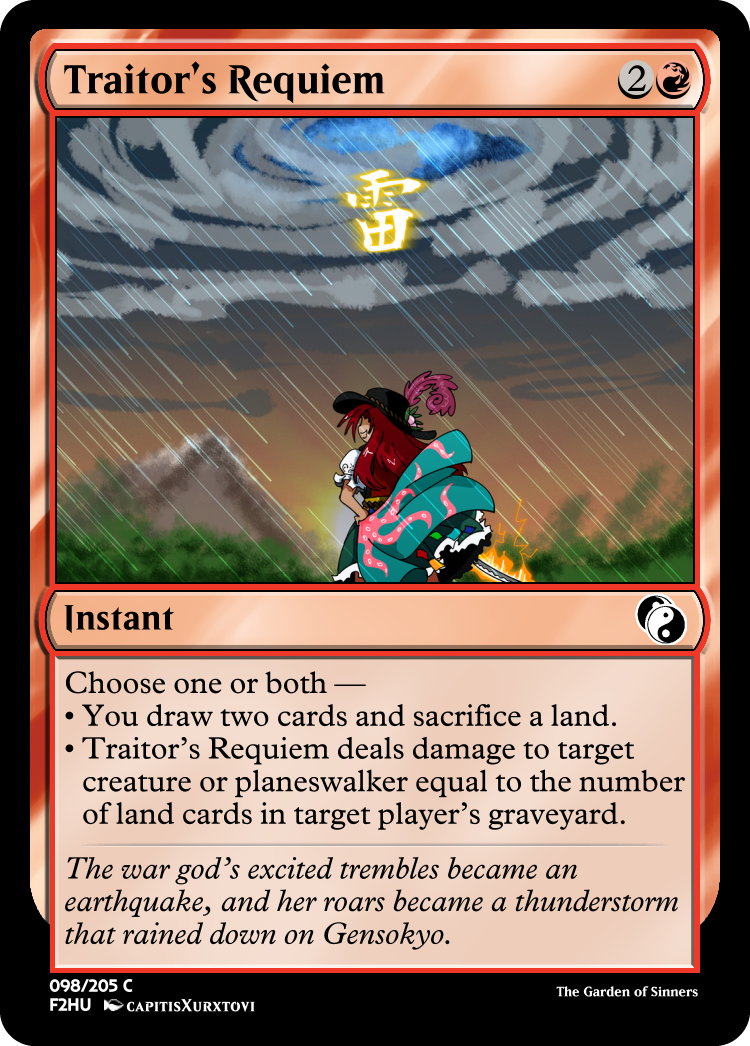 Traitor's Requiem
2
雷
Instant
Choose one or both —
• You draw two cards and sacrifice a land.
• Traitor's Requiem deals damage to target
creature or planeswalker equal to the number
of land cards in target player's graveyard.
The war god's excited trembles became an
earthquake, and her roars became a thunderstorm
that rained down on Gensokyo.
098/205 C
F2HU CAPITISXURXTOVI
The Garden of Sinners